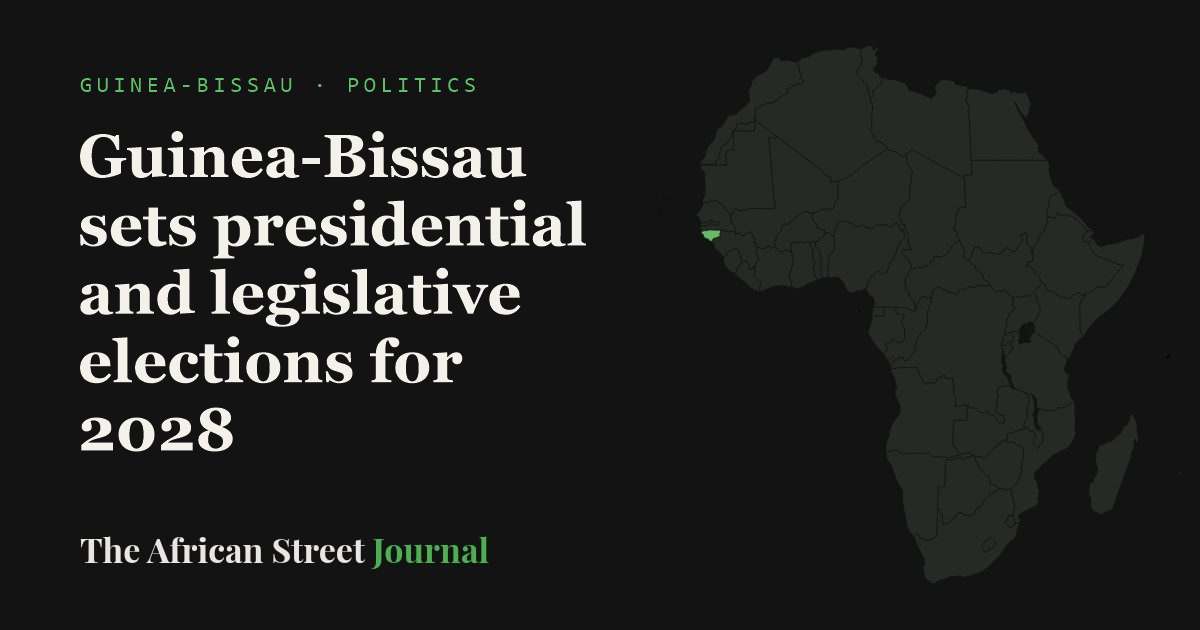 GUINEA-BISSAU · POLITICS
Guinea-Bissau
sets presidential
and legislative
elections for
2028
The African Street Journal